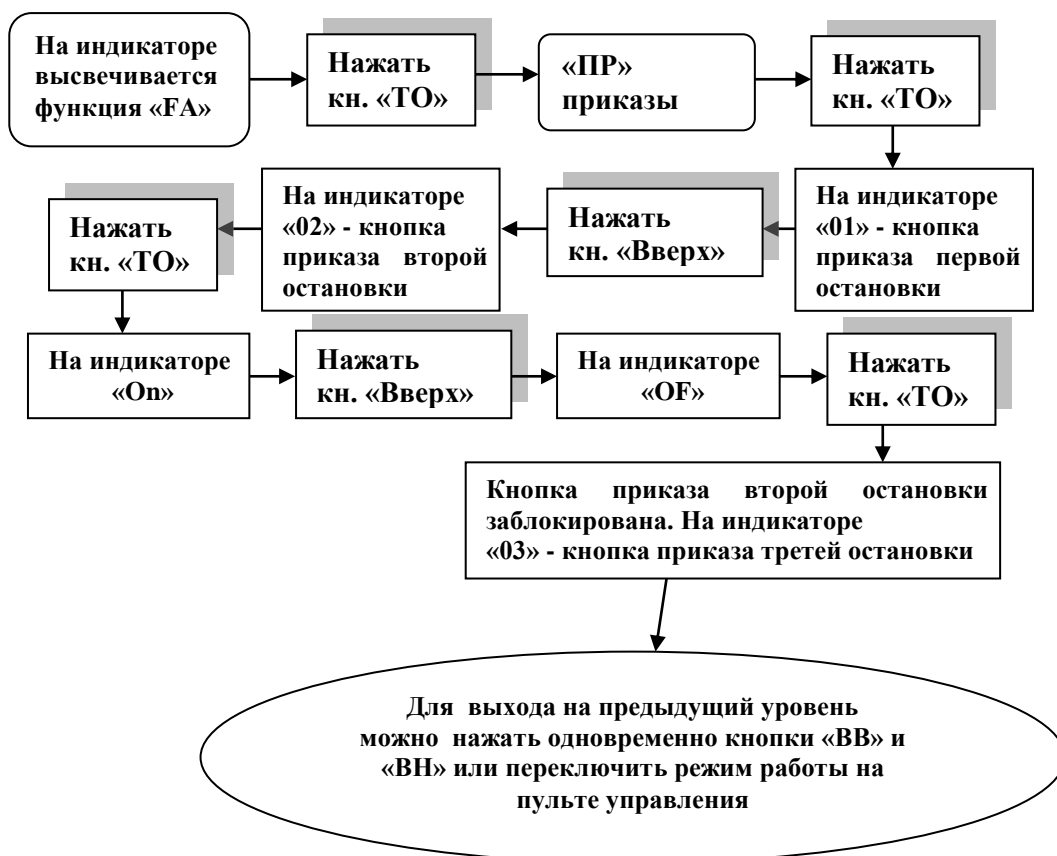 На индикаторе
высвечивается
функция «FA»
Нажать
кн. «ТО»
«ПР»
приказы
Нажать
кн. «ТО»
На индикаторе
«01» - кнопка
приказа первой
остановки
Нажать
кн. «Вверх»
На индикаторе
«02» - кнопка
приказа второй
остановки
Нажать
кн. «ТО»
На индикаторе
«On»
Нажать
кн. «Вверх»
На индикаторе
«OF»
Нажать
кн. «ТО»
Кнопка приказа второй остановки
заблокирована. На индикаторе
«03» - кнопка приказа третей остановки
Для выхода на предыдущий уровень
можно нажать одновременно кнопки «ВВ» и
«ВН» или переключить режим работы на
пульте управления